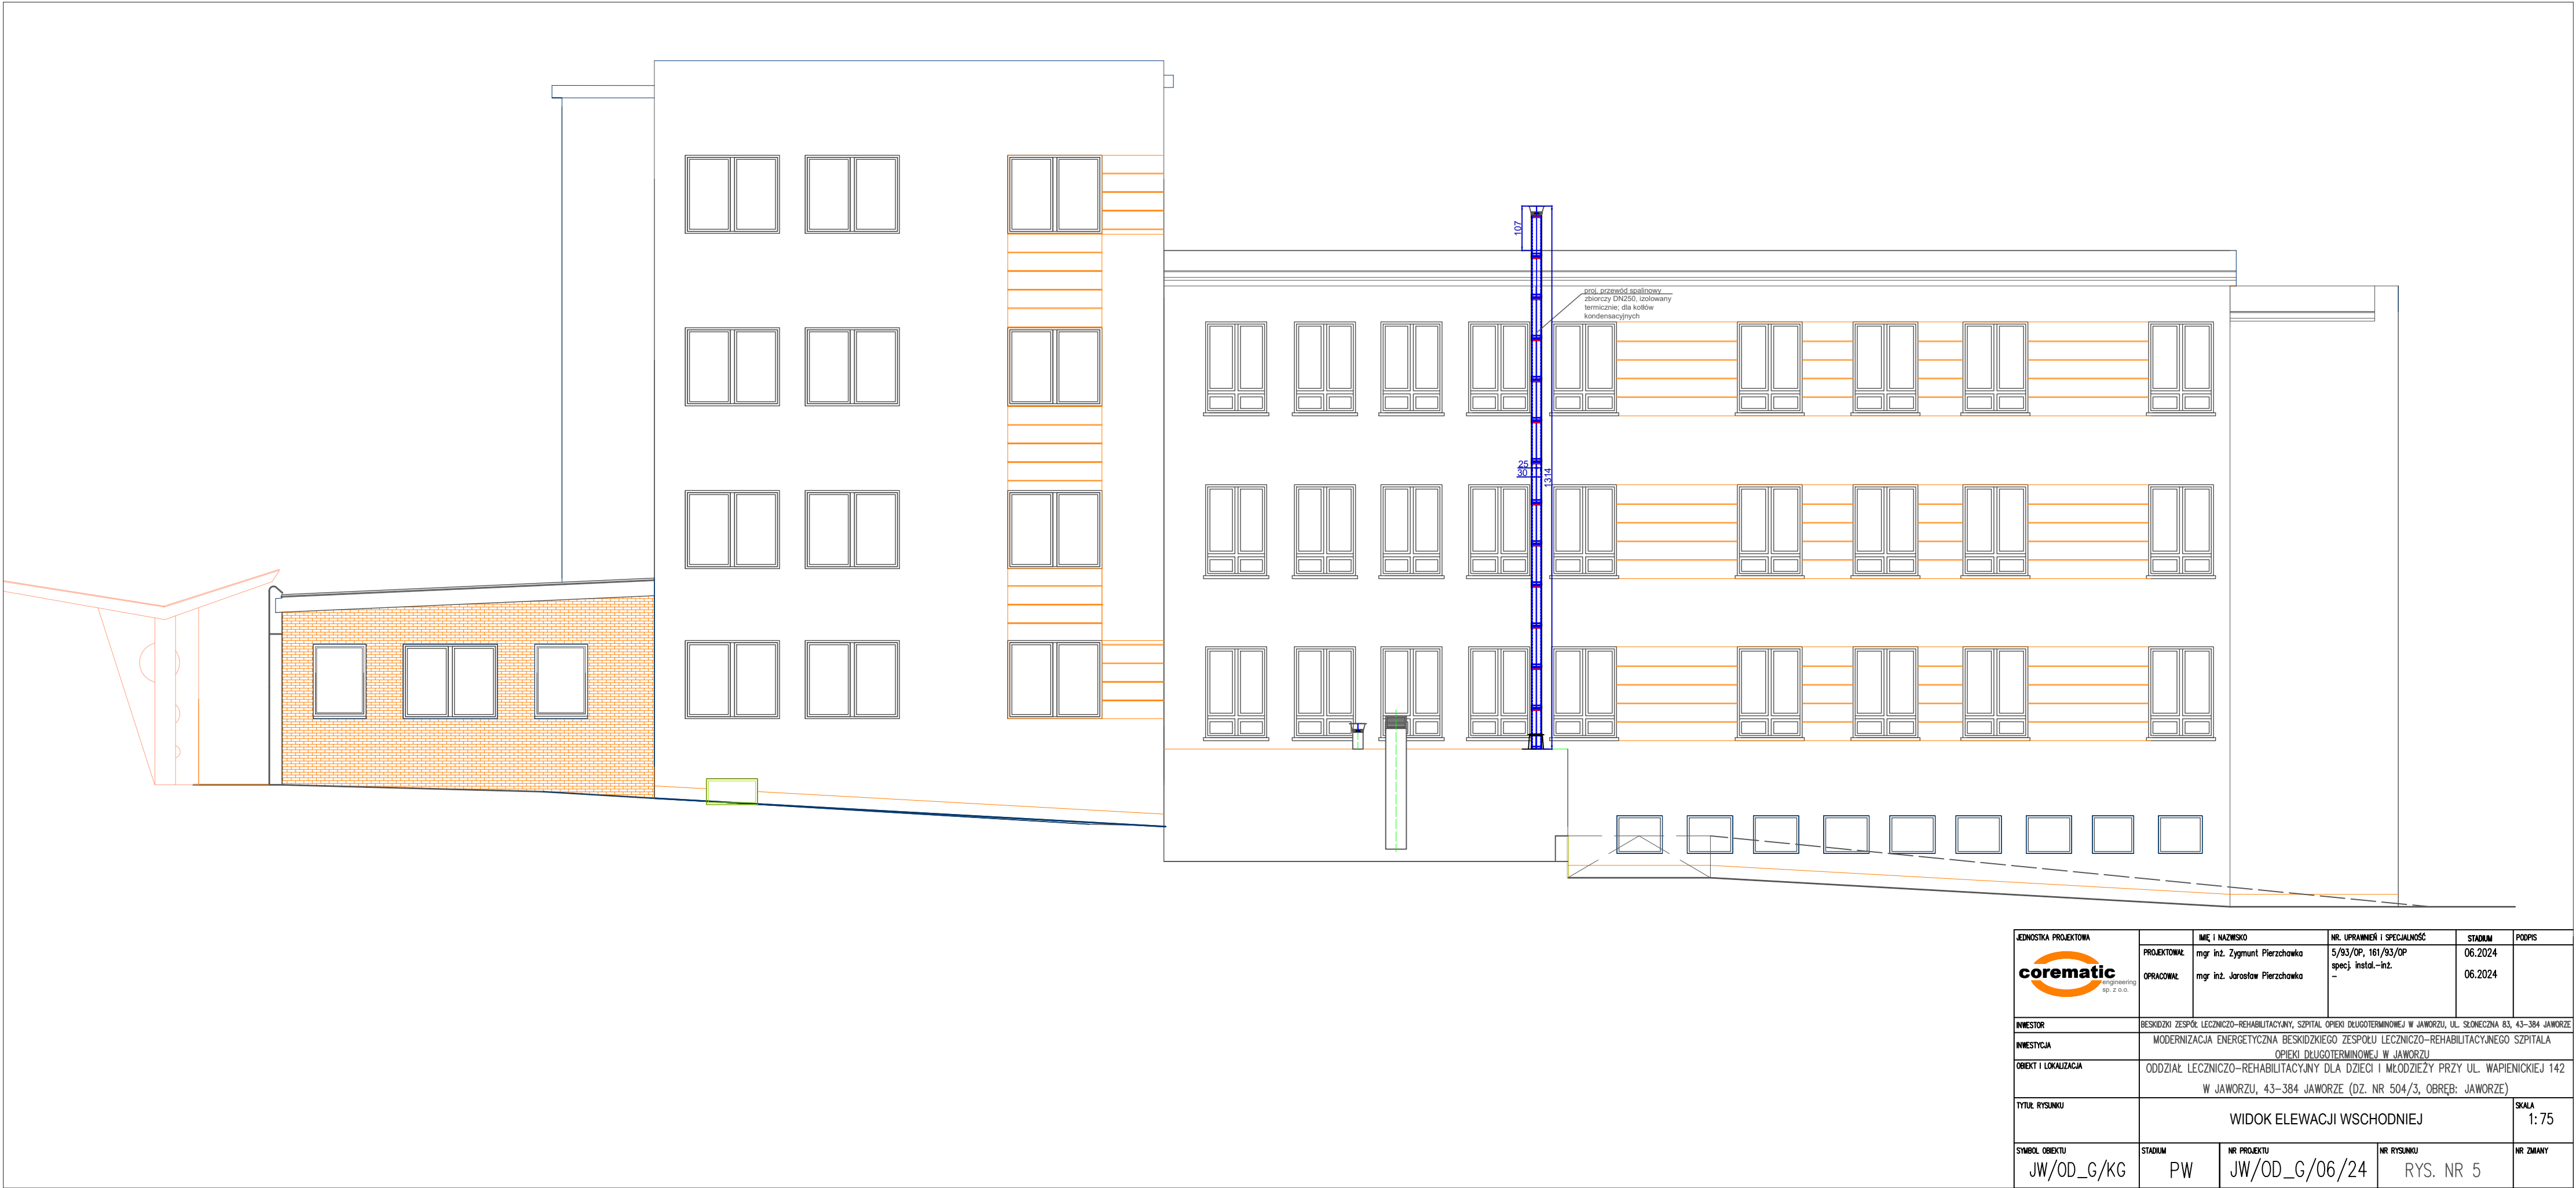 107
proj. przewód spalinowy
zbiorczy DN250, izolowany
termicznie; dla kotłów
kondensacyjnych
25
30
1314
JEDNOSTKA PROJEKTOWA
IMIĘ i NAZWISKO
NR. UPRAWNIEŃ i SPECJALNOŚĆ
STADIUM
PODPIS
PROJEKTOWAŁ
mgr inż. Zygmunt Pierzchawka
5/93/OP, 161/93/OP
specj. instal.-inż.
06.2024
OPRACOWAŁ
mgr inż. Jarosław Pierzchawka
–
06.2024
corematic
engineering
sp. z o.o.
INWESTOR
BESKIDZKI ZESPÓŁ LECZNICZO-REHABILITACYJNY, SZPITAL OPIEKI DŁUGOTERMINOWEJ W JAWORZU, UL. SŁONECZNA 83, 43-384 JAWORZE
INWESTYCJA
MODERNIZACJA ENERGETYCZNA BESKIDZKIEGO ZESPOŁU LECZNICZO-REHABILITACYJNEGO SZPITALA
OPIEKI DŁUGOTERMINOWEJ W JAWORZU
OBIEKT I LOKALIZACJA
ODDZIAŁ LECZNICZO-REHABILITACYJNY DLA DZIECI I MŁODZIEŻY PRZY UL. WAPIENICKIEJ 142
W JAWORZU, 43-384 JAWORZE (DZ. NR 504/3, OBRĘB: JAWORZE)
TYTUŁ RYSUNKU
WIDOK ELEWACJI WSCHODNIEJ
SKALA
1:75
SYMBOL OBIEKTU
JW/OD_G/KG
STADIUM
PW
NR PROJEKTU
JW/OD_G/06/24
NR RYSUNKU
RYS. NR 5
NR ZMIANY